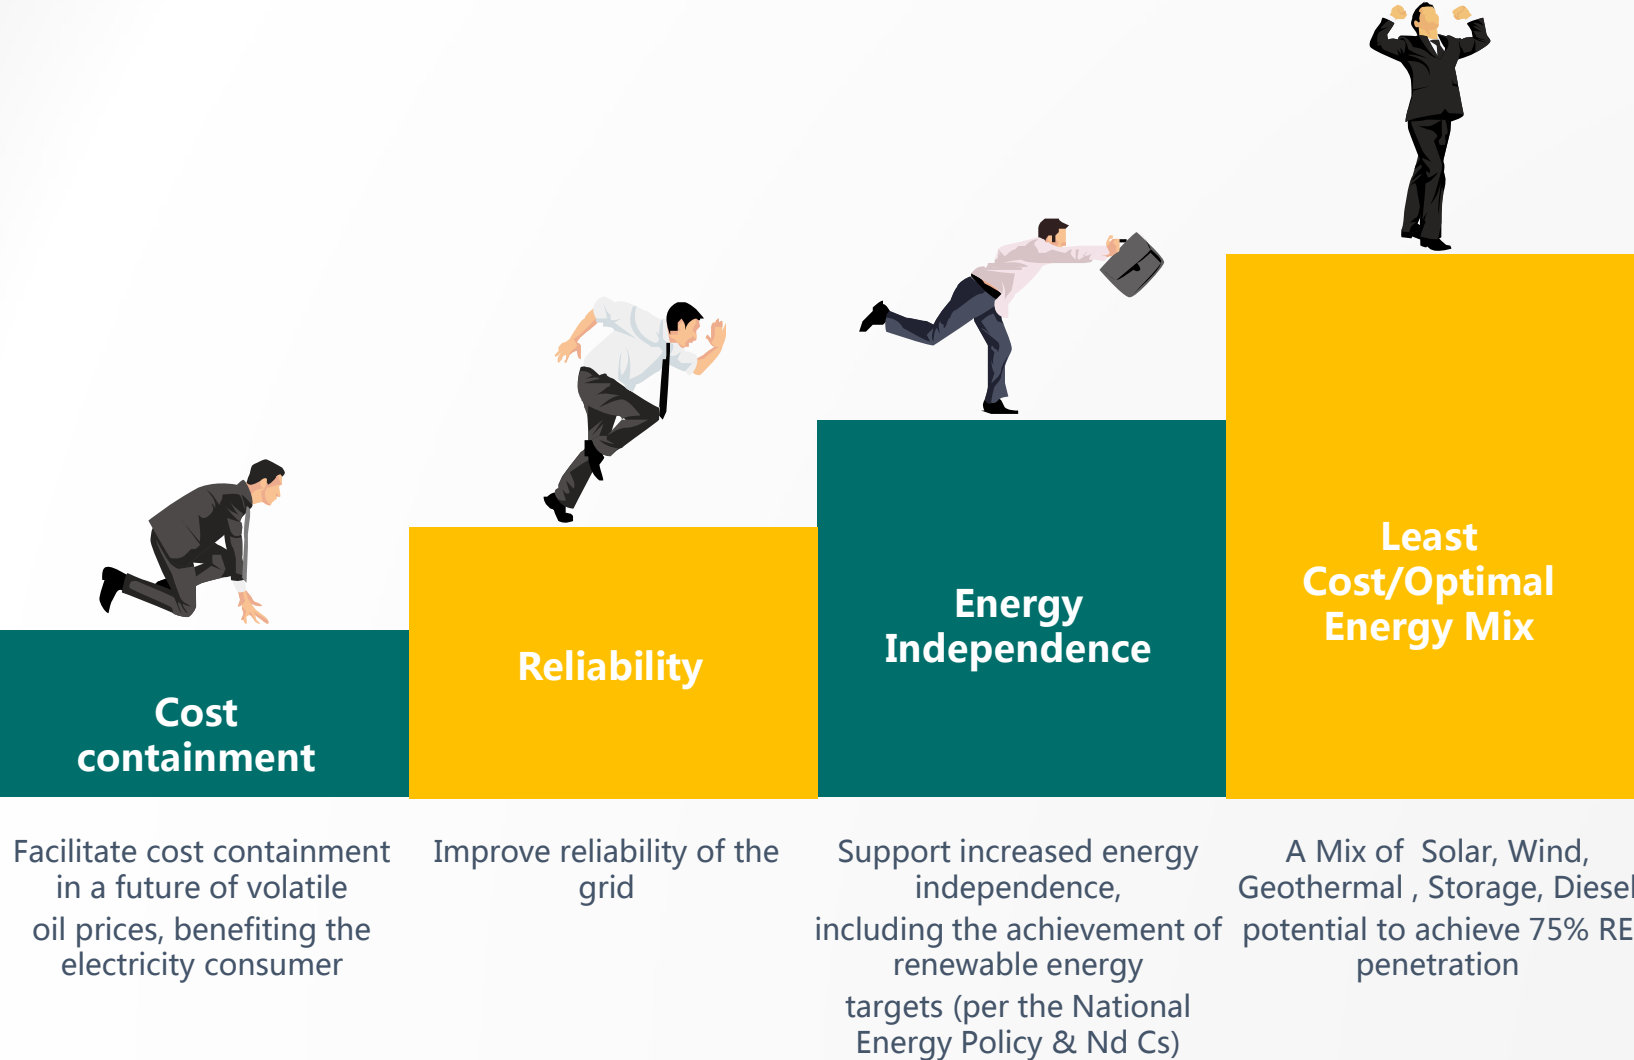 Cost
containment
Reliability
Energy
Independence
Least
Cost/Optimal
Energy Mix
Facilitate cost containment
in a future of volatile
oil prices, benefiting the
electricity consumer
Improve reliability of the
grid
Support increased energy
independence,
including the achievement of
renewable energy
targets (per the National
Energy Policy & Nd Cs)
A Mix of  Solar, Wind,
Geothermal , Storage, Diesel
potential to achieve 75% RE
penetration